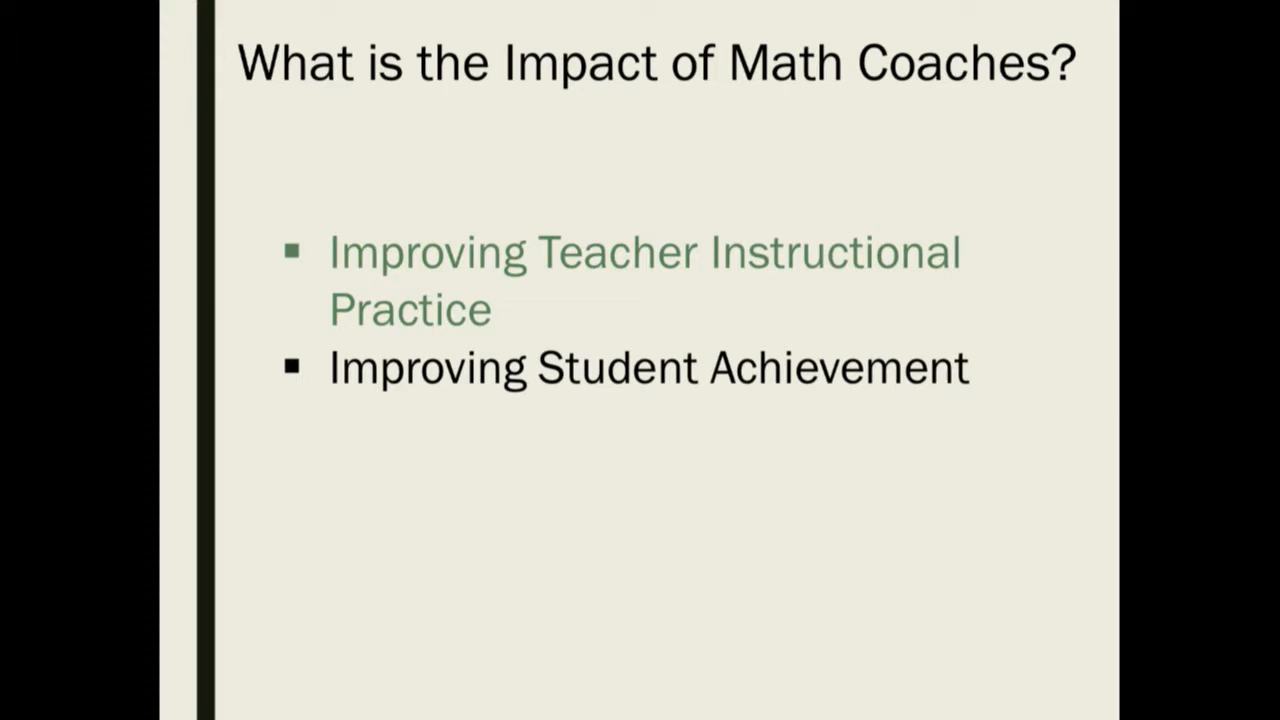 What is the Impact of Math Coaches?
▪ Improving Teacher Instructional
Practice
▪ Improving Student Achievement